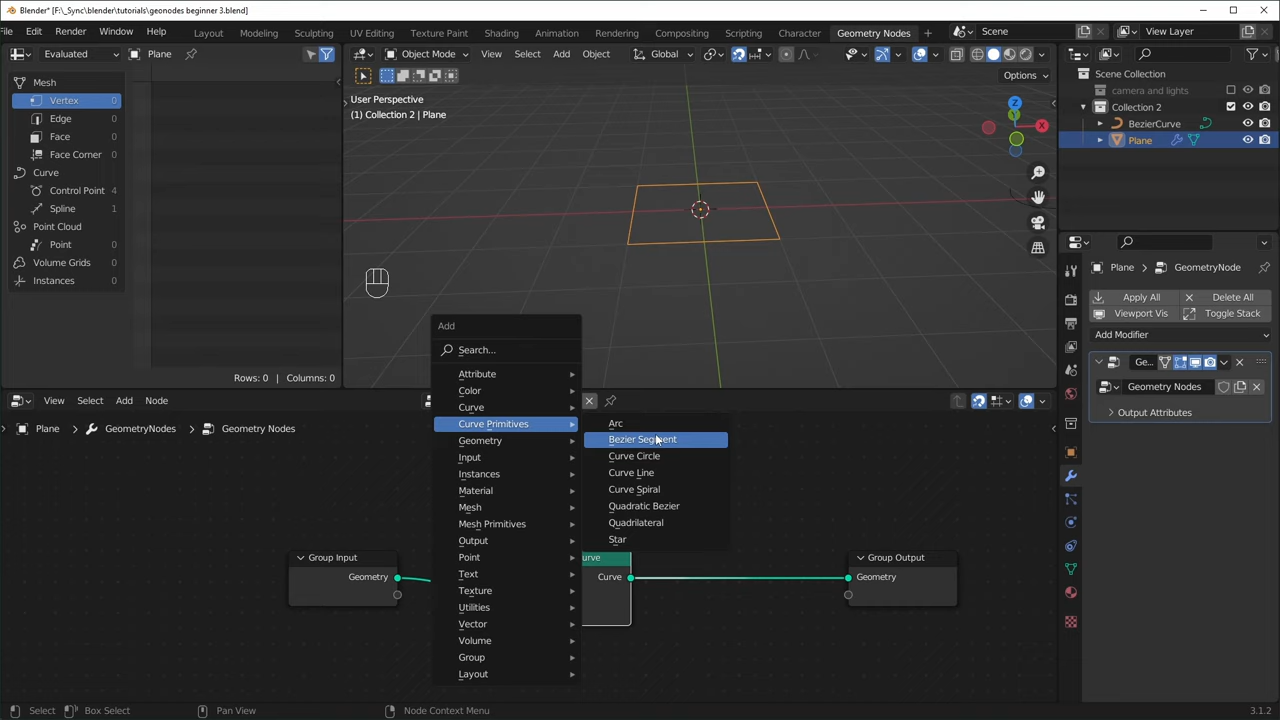 Blender* [F:\_Sync\blender\tutorials\geonodes beginner 3.blend]
File Edit Render Window Help Layout Modeling Sculpting UV Editing Texture Paint Shading Animation Rendering Compositing Scripting Character Geometry Nodes + Scene View Layer
Evaluated Plane
Object Mode View Select Add Object Global
Options
Mesh
Vertex 0
Edge 0
Face 0
Face Corner 0
Curve
Control Point 4
Spline 1
Point Cloud
Point 0
Volume Grids 0
Instances 0
Rows: 0 | Columns: 0
User Perspective
(1) Collection 2 | Plane
Z
Y
X
Scene Collection
camera and lights
Collection 2
BezierCurve
Plane
Plane GeometryNode
Apply All Delete All
Viewport Vis Toggle Stack
Add Modifier
Ge...
Geometry Nodes
Output Attributes
View Select Add Node
Plane GeometryNodes Geometry Nodes
Add
Search...
Attribute
Color
Curve
Curve Primitives
Geometry
Input
Instances
Material
Mesh
Mesh Primitives
Output
Point
Text
Texture
Utilities
Vector
Volume
Group
Layout
Arc
Bezier Segment
Curve Circle
Curve Line
Curve Spiral
Quadratic Bezier
Quadrilateral
Star
Group Input
Geometry
urve
Curve
Group Output
Geometry
Select Box Select Pan View Node Context Menu 3.1.2